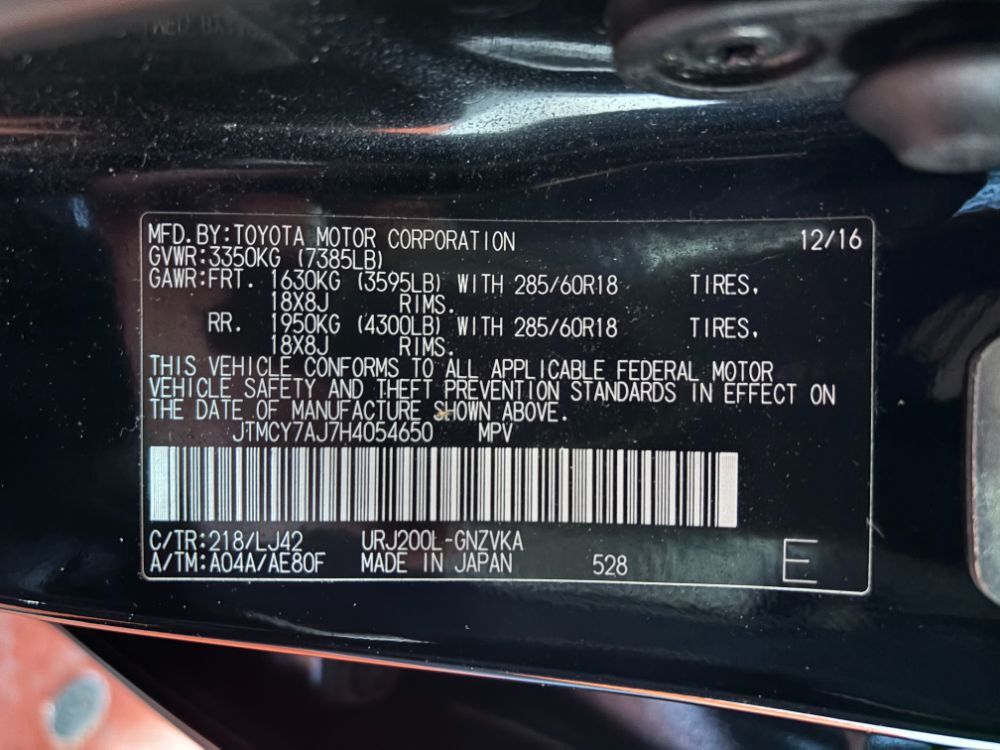 MFD.BY:TOYOTA MOTOR CORPORATION 12/16
GVWR:3350KG (7385LB)
GAWR:FRT. 1630KG (3595LB) WITH 285/60R18 TIRES,
18X8J RIMS.
RR. 1950KG (4300LB) WITH 285/60R18 TIRES,
18X8J RIMS.
THIS VEHICLE CONFORMS TO ALL APPLICABLE FEDERAL MOTOR
VEHICLE SAFETY AND THEFT PREVENTION STANDARDS IN EFFECT ON
THE DATE OF MANUFACTURE SHOWN ABOVE.
JTMCY7AJ7H4054650 MPV
C/TR:218/LJ42 URJ200L-GNZVKA
A/TM:A04A/AE80F MADE IN JAPAN 528 E